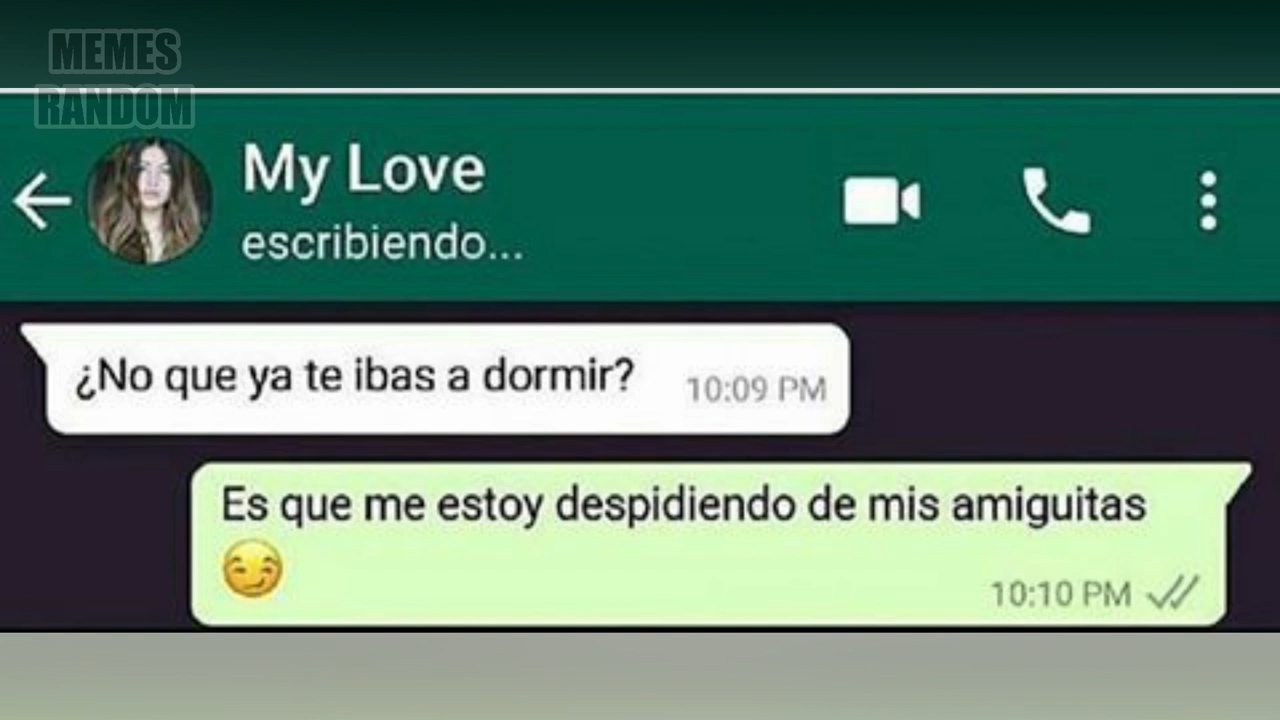 MEMES
RANDOM
My Love
escribiendo...
¿No que ya te ibas a dormir? 10:09 PM
Es que me estoy despidiendo de mis amiguitas
😏
10:10 PM